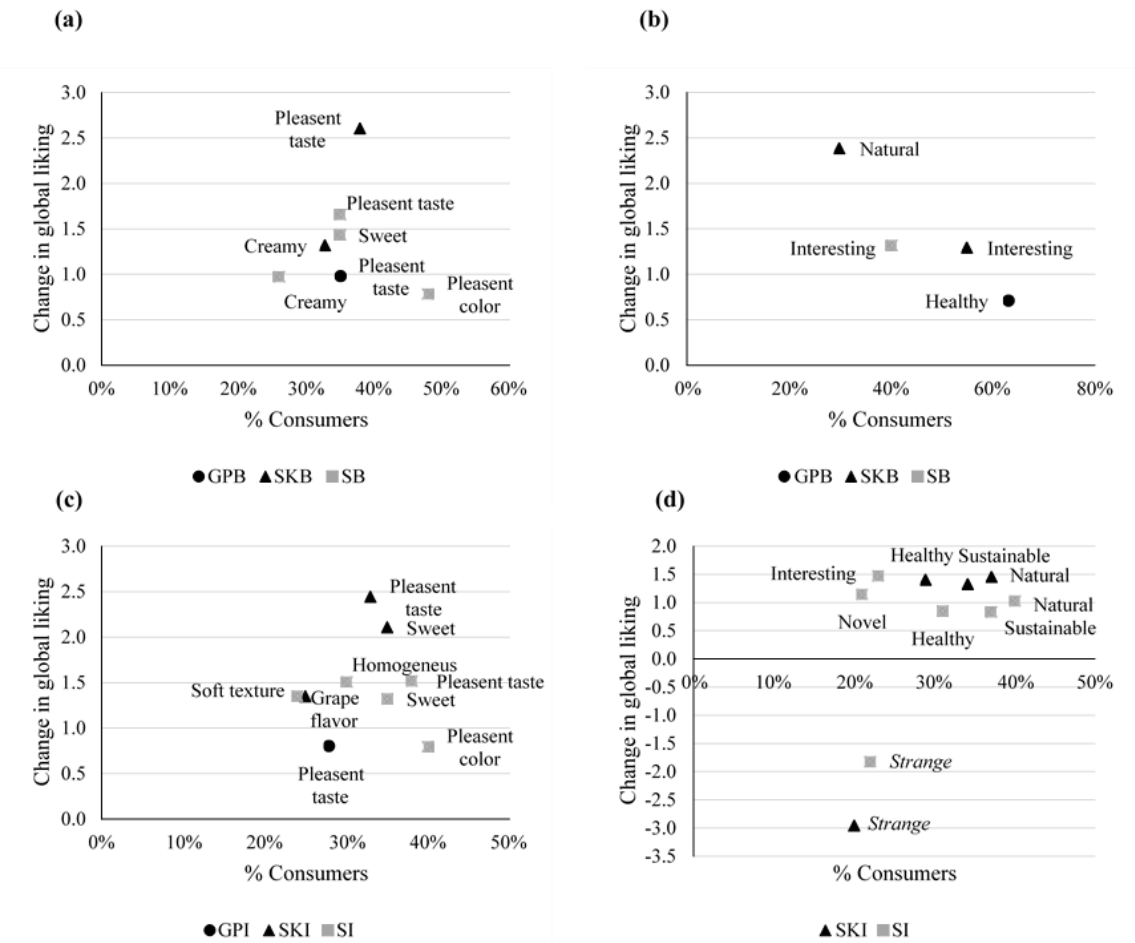 (a)
3.0
2.5
2.0
1.5
1.0
0.5
0.0
Change in global liking
Pleasent
taste
Pleasent taste
Sweet
Creamy
Pleasent
taste
Creamy
Pleasent
color
0% 10% 20% 30% 40% 50% 60%
% Consumers
GPB SKB SB
(b)
3.0
2.5
2.0
1.5
1.0
0.5
0.0
Change in global liking
Natural
Interesting
Interesting
Healthy
0% 20% 40% 60% 80%
% Consumers
GPB SKB SB
(c)
3.0
2.5
2.0
1.5
1.0
0.5
0.0
Change in global liking
Pleasent
taste
Sweet
Homogeneus
Pleasent taste
Soft texture
Grape
flavor
Sweet
Pleasent
color
Pleasent
taste
0% 10% 20% 30% 40% 50%
% Consumers
GPI SKI SI
(d)
2.0
1.5
1.0
0.5
0.0
-0.5
-1.0
-1.5
-2.0
-2.5
-3.0
-3.5
Change in global liking
Healthy Sustainable
Interesting
Natural
Novel
Natural
Healthy
Sustainable
0% 10% 20% 30% 40% 50%
Strange
Strange
% Consumers
SKI SI